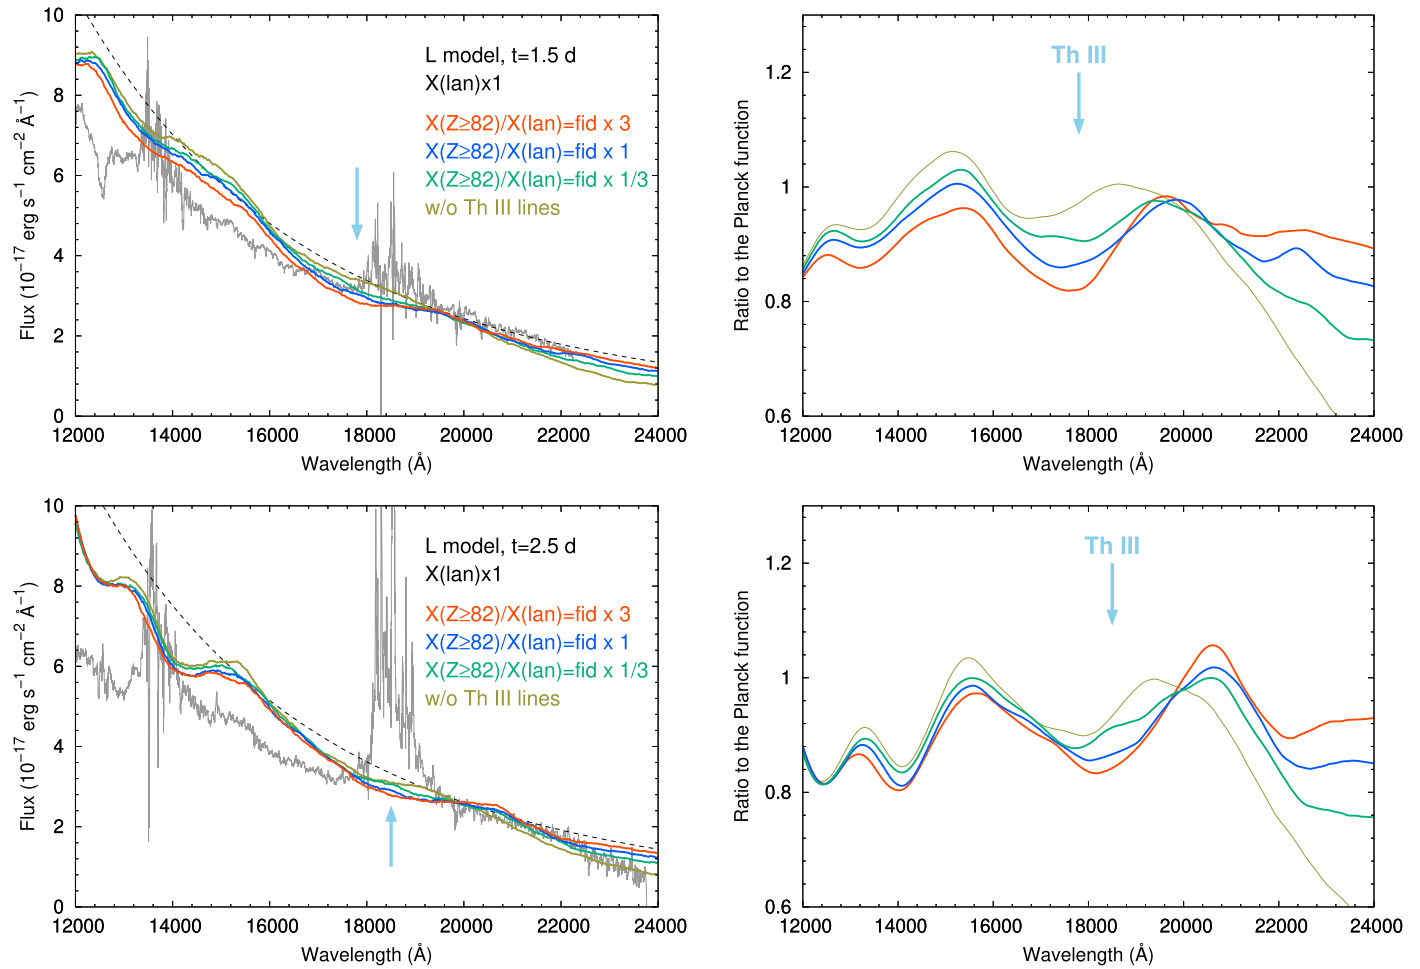 10
8
6
4
2
0
12000 14000 16000 18000 20000 22000 24000
Wavelength (Å)
Flux (10⁻¹⁷ erg s⁻¹ cm⁻² Å⁻¹)
L model, t=1.5 d
X(lan)x1
X(Z≥82)/X(lan)=fid x 3
X(Z≥82)/X(lan)=fid x 1
X(Z≥82)/X(lan)=fid x 1/3
w/o Th III lines
1.2
1
0.8
0.6
12000 14000 16000 18000 20000 22000 24000
Wavelength (Å)
Ratio to the Planck function
Th III
10
8
6
4
2
0
12000 14000 16000 18000 20000 22000 24000
Wavelength (Å)
Flux (10⁻¹⁷ erg s⁻¹ cm⁻² Å⁻¹)
L model, t=2.5 d
X(lan)x1
X(Z≥82)/X(lan)=fid x 3
X(Z≥82)/X(lan)=fid x 1
X(Z≥82)/X(lan)=fid x 1/3
w/o Th III lines
1.2
1
0.8
0.6
12000 14000 16000 18000 20000 22000 24000
Wavelength (Å)
Ratio to the Planck function
Th III